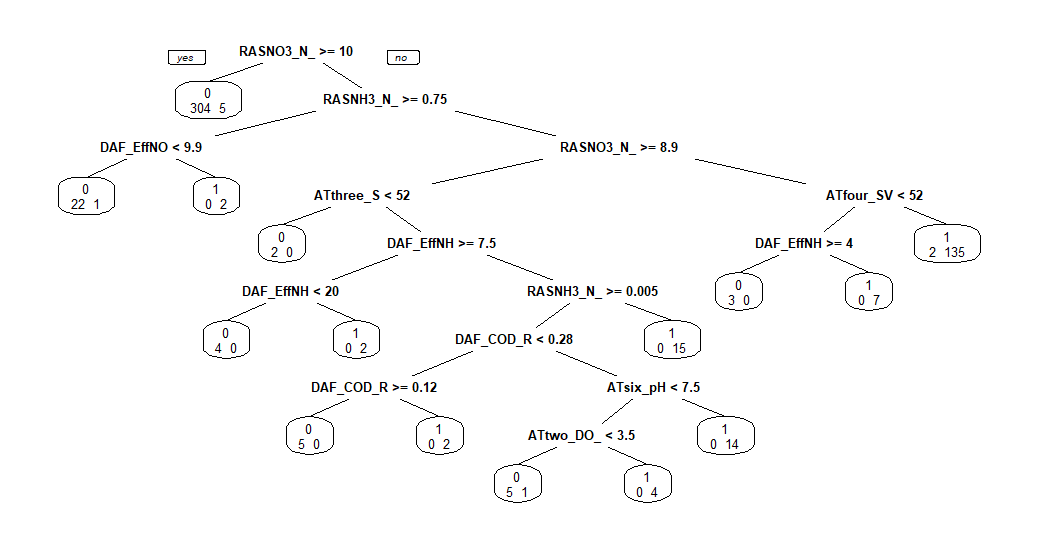 yes
RASNO3_N_ >= 10
no
0
304 5
RASNH3_N_ >= 0.75
DAF_EffNO < 9.9
RASNO3_N_ >= 8.9
0
22 1
1
0 2
ATthree_S < 52
ATfour_SV < 52
0
2 0
DAF_EffNH >= 7.5
DAF_EffNH >= 4
1
2 135
DAF_EffNH < 20
RASNH3_N_ >= 0.005
0
3 0
1
0 7
0
4 0
1
0 2
DAF_COD_R < 0.28
1
0 15
DAF_COD_R >= 0.12
ATsix_pH < 7.5
0
5 0
1
0 2
ATtwo_DO_ < 3.5
1
0 14
0
5 1
1
0 4